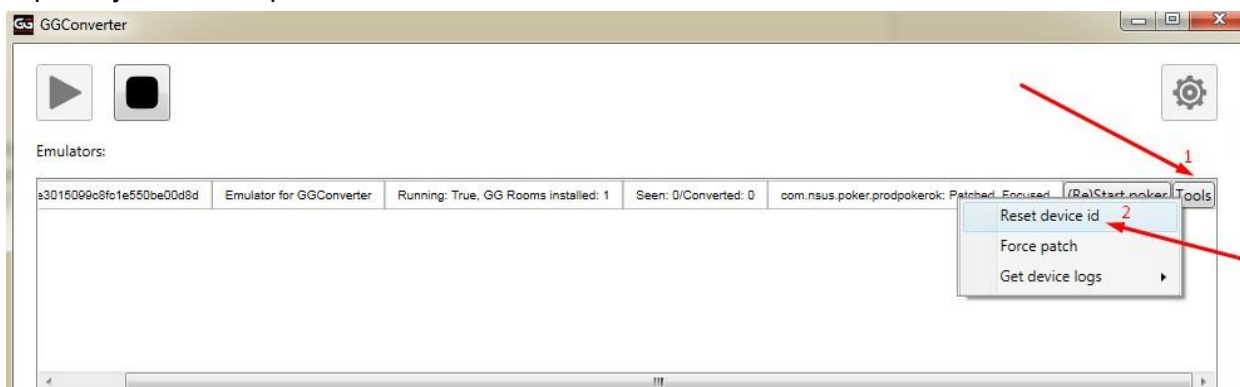 GGConverter
Emulators:
1
e3015099c8fc1e550be00d8d Emulator for GGConverter Running: True, GG Rooms installed: 1 Seen: 0/Converted: 0 com.nsus.poker.prodpokerok: Patched, Focused (Re)Start poker Tools
Reset device id 2
Force patch
Get device logs